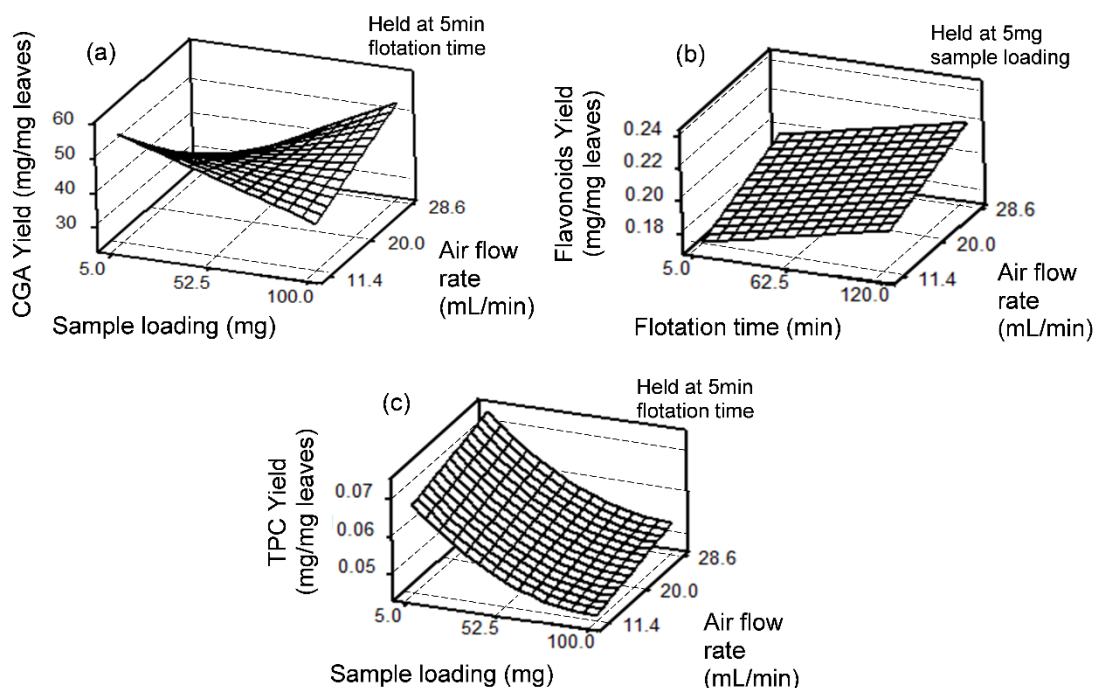 (a)
Held at 5min
flotation time
CGA Yield (mg/mg leaves)
60
50
40
30
5.0
52.5
100.0
11.4
20.0
28.6
Sample loading (mg)
Air flow
rate
(mL/min)
(b)
Held at 5mg
sample loading
Flavonoids Yield
(mg/mg leaves)
0.24
0.22
0.20
0.18
5.0
62.5
120.0
11.4
20.0
28.6
Flotation time (min)
Air flow
rate
(mL/min)
(c)
Held at 5min
flotation time
TPC Yield
(mg/mg leaves)
0.07
0.06
0.05
5.0
52.5
100.0
11.4
20.0
28.6
Sample loading (mg)
Air flow
rate
(mL/min)